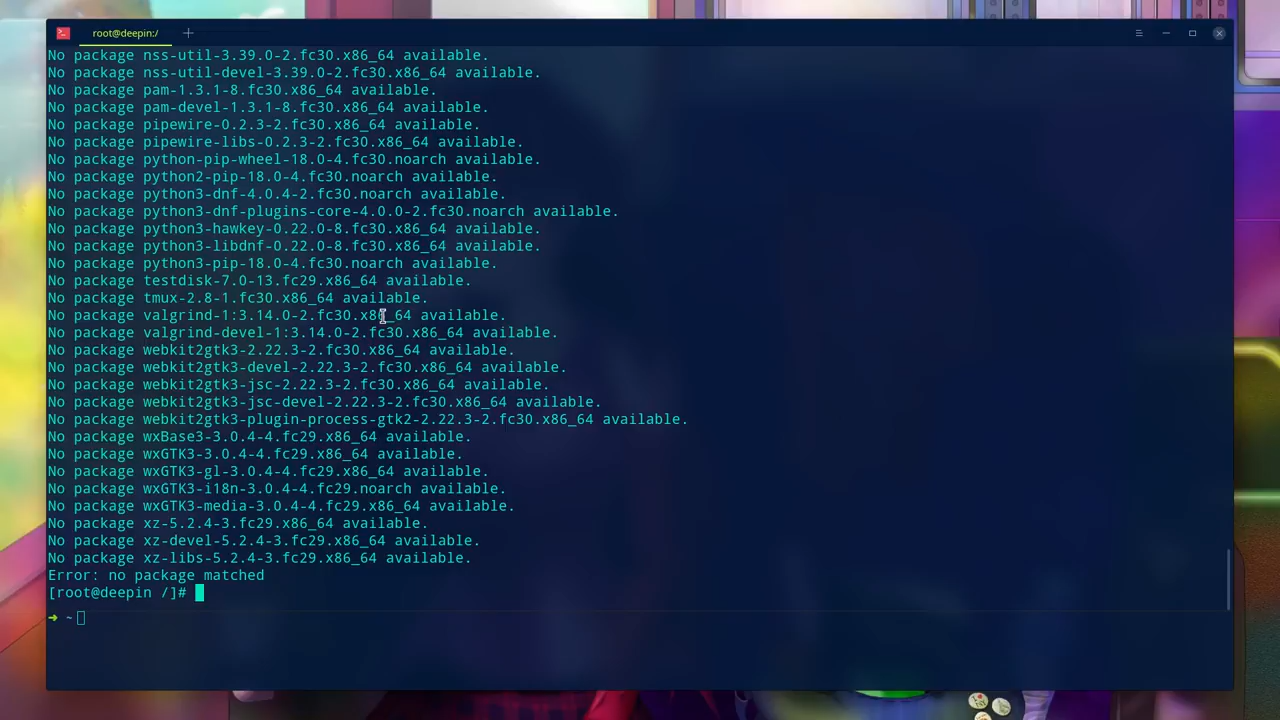 root@deepin:/
No package nss-util-3.39.0-2.fc30.x86_64 available.
No package nss-util-devel-3.39.0-2.fc30.x86_64 available.
No package pam-1.3.1-8.fc30.x86_64 available.
No package pam-devel-1.3.1-8.fc30.x86_64 available.
No package pipewire-0.2.3-2.fc30.x86_64 available.
No package pipewire-libs-0.2.3-2.fc30.x86_64 available.
No package python-pip-wheel-18.0-4.fc30.noarch available.
No package python2-pip-18.0-4.fc30.noarch available.
No package python3-dnf-4.0.4-2.fc30.noarch available.
No package python3-dnf-plugins-core-4.0.0-2.fc30.noarch available.
No package python3-hawkey-0.22.0-8.fc30.x86_64 available.
No package python3-libdnf-0.22.0-8.fc30.x86_64 available.
No package python3-pip-18.0-4.fc30.noarch available.
No package testdisk-7.0-13.fc29.x86_64 available.
No package tmux-2.8-1.fc30.x86_64 available.
No package valgrind-1:3.14.0-2.fc30.x86_64 available.
No package valgrind-devel-1:3.14.0-2.fc30.x86_64 available.
No package webkit2gtk3-2.22.3-2.fc30.x86_64 available.
No package webkit2gtk3-devel-2.22.3-2.fc30.x86_64 available.
No package webkit2gtk3-jsc-2.22.3-2.fc30.x86_64 available.
No package webkit2gtk3-jsc-devel-2.22.3-2.fc30.x86_64 available.
No package webkit2gtk3-plugin-process-gtk2-2.22.3-2.fc30.x86_64 available.
No package wxBase3-3.0.4-4.fc29.x86_64 available.
No package wxGTK3-3.0.4-4.fc29.x86_64 available.
No package wxGTK3-gl-3.0.4-4.fc29.x86_64 available.
No package wxGTK3-i18n-3.0.4-4.fc29.noarch available.
No package wxGTK3-media-3.0.4-4.fc29.x86_64 available.
No package xz-5.2.4-3.fc29.x86_64 available.
No package xz-devel-5.2.4-3.fc29.x86_64 available.
No package xz-libs-5.2.4-3.fc29.x86_64 available.
Error: no package matched
[root@deepin /]#
➜ ~